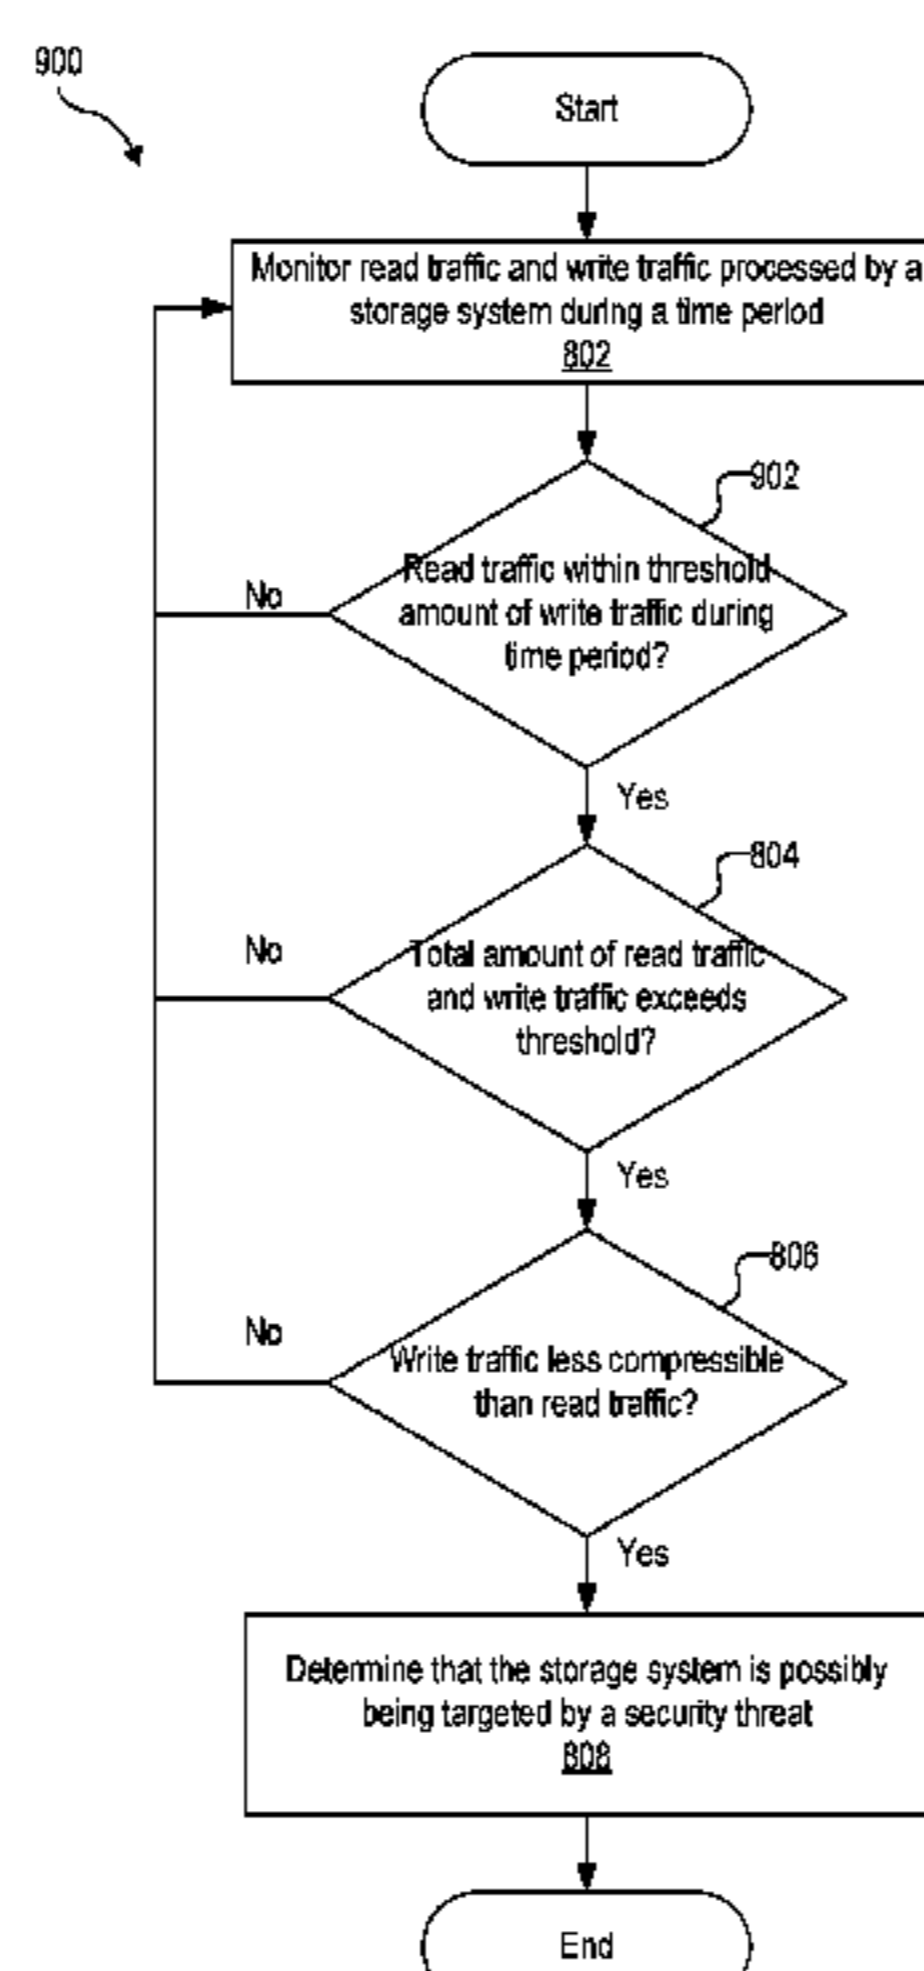 900
Start
Monitor read traffic and write traffic processed by a
storage system during a time period
802
902
Read traffic within threshold
amount of write traffic during
time period?
No
Yes
804
Total amount of read traffic
and write traffic exceeds
threshold?
No
Yes
806
Write traffic less compressible
than read traffic?
No
Yes
Determine that the storage system is possibly
being targeted by a security threat
808
End